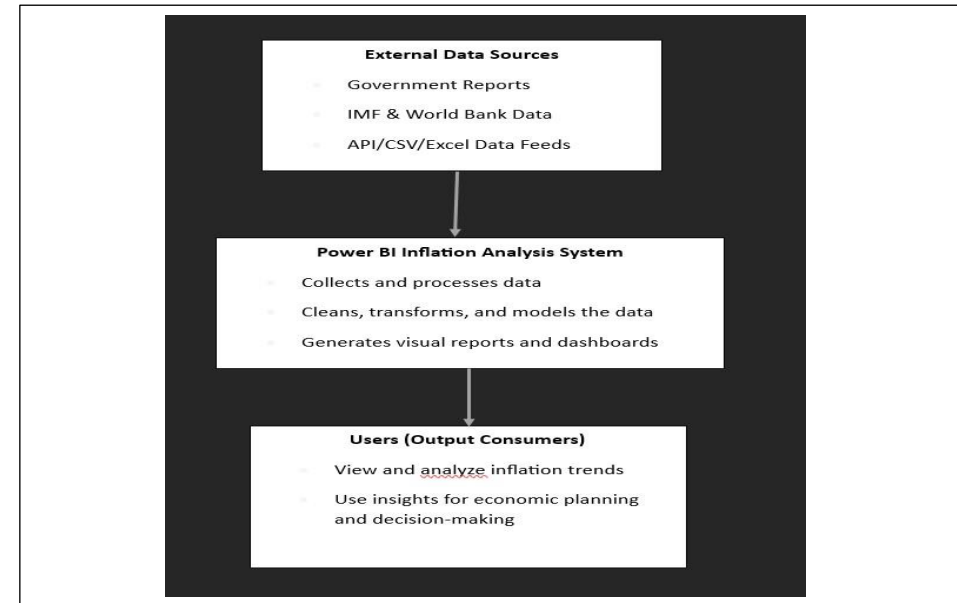 External Data Sources
Government Reports
IMF & World Bank Data
API/CSV/Excel Data Feeds
Power BI Inflation Analysis System
Collects and processes data
Cleans, transforms, and models the data
Generates visual reports and dashboards
Users (Output Consumers)
View and analyze inflation trends
Use insights for economic planning
and decision-making